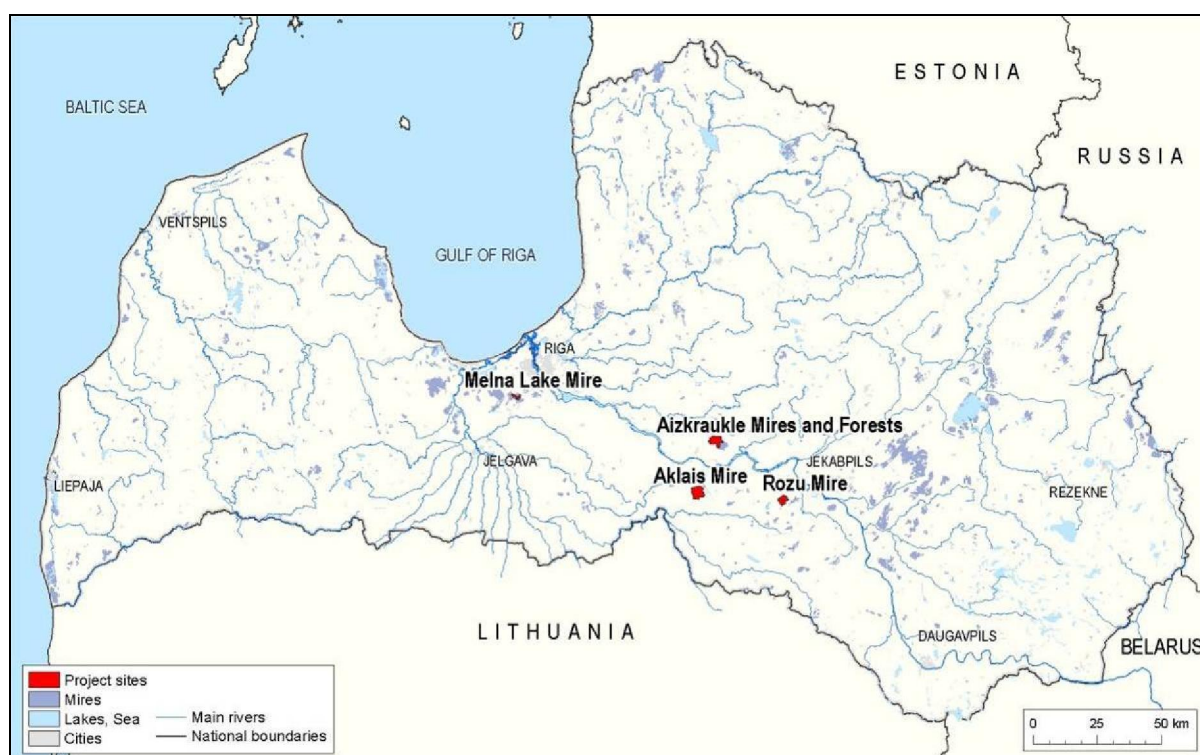 ESTONIA
BALTIC SEA
RUSSIA
VENTSPILS
GULF OF RIGA
RIGA
Melna Lake Mire
Aizkraukle Mires and Forests
JELGAVA
JEKABPILS
Aklais Mire
Rozu Mire
LIEPAJA
REZEKNE
LITHUANIA
DAUGAVPILS
BELARUS
Project sites
Mires
Lakes, Sea
Main rivers
Cities
National boundaries
0 25 50 km